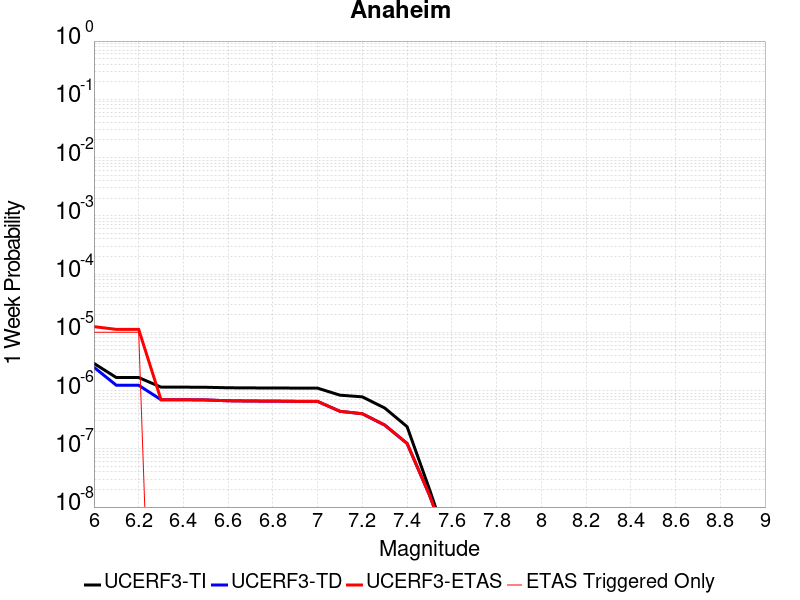 Anaheim
10^0
10^-1
10^-2
10^-3
10^-4
10^-5
10^-6
10^-7
10^-8
1 Week Probability
6 6.2 6.4 6.6 6.8 7 7.2 7.4 7.6 7.8 8 8.2 8.4 8.6 8.8 9
Magnitude
UCERF3-TI UCERF3-TD UCERF3-ETAS ETAS Triggered Only